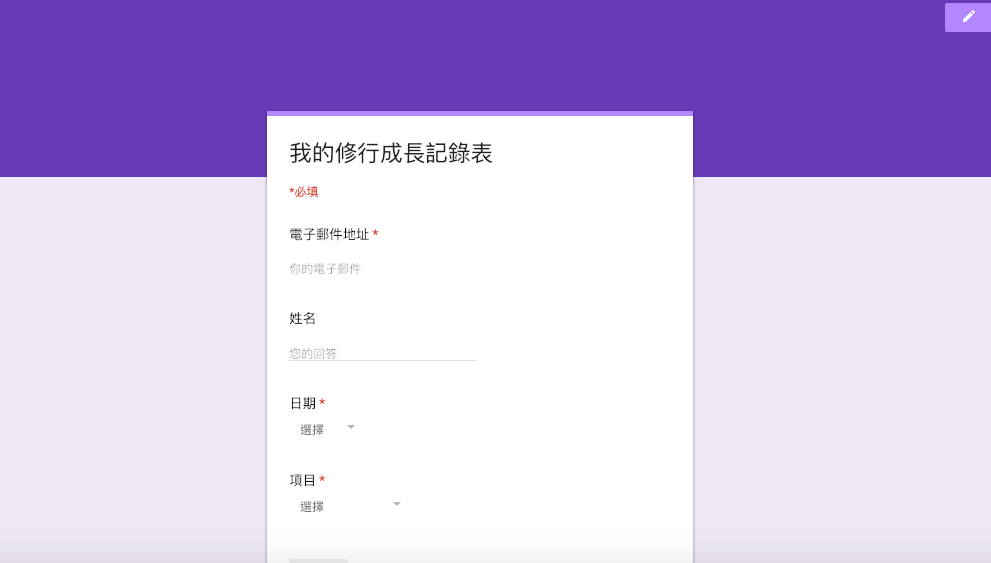 我的修行成長記錄表
*必填
電子郵件地址 *
你的電子郵件
姓名
您的回答
日期 *
選擇
項目 *
選擇